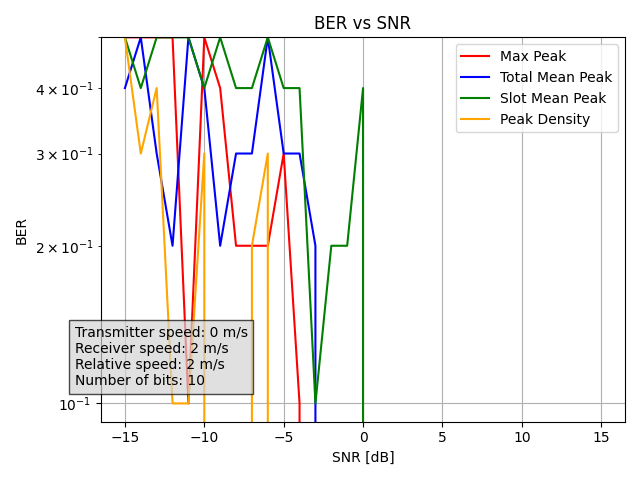 BER vs SNR
Max Peak
Total Mean Peak
Slot Mean Peak
Peak Density
BER
4 × 10⁻¹
3 × 10⁻¹
2 × 10⁻¹
10⁻¹
Transmitter speed: 0 m/s
Receiver speed: 2 m/s
Relative speed: 2 m/s
Number of bits: 10
−15 −10 −5 0 5 10 15
SNR [dB]